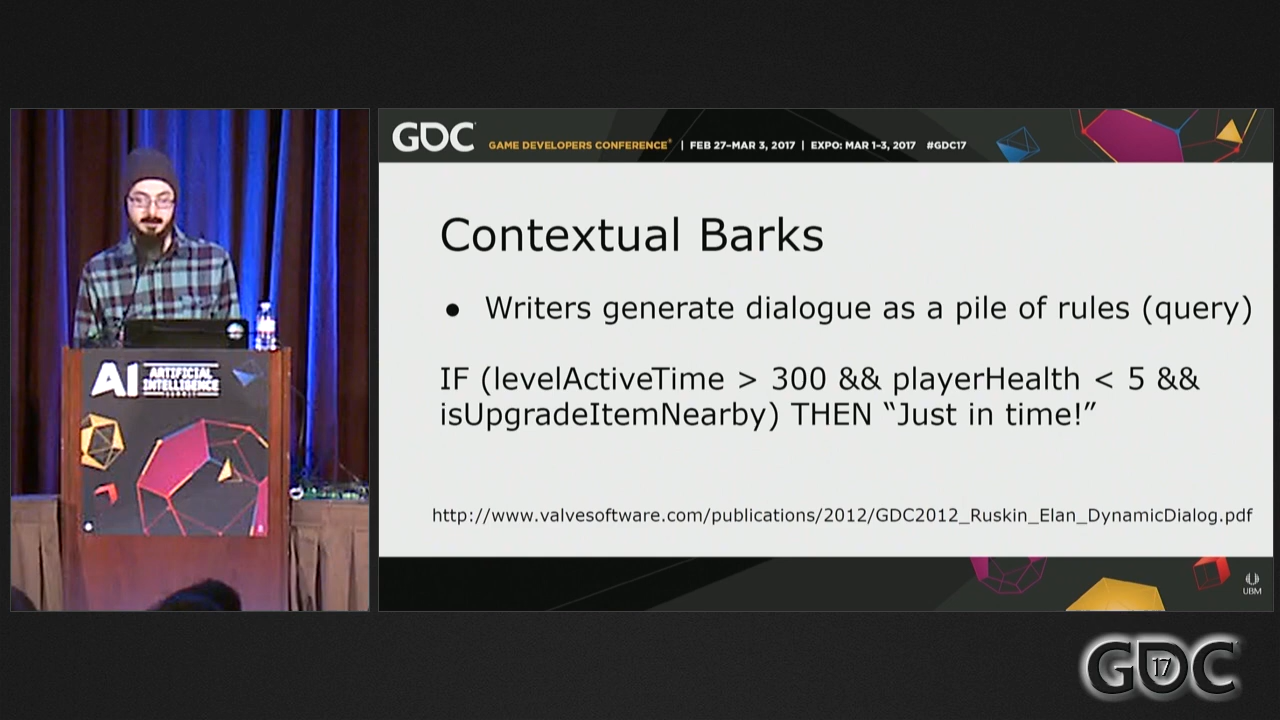 GDC GAME DEVELOPERS CONFERENCE® | FEB 27–MAR 3, 2017 | EXPO: MAR 1–3, 2017 #GDC17
Contextual Barks
● Writers generate dialogue as a pile of rules (query)
IF (levelActiveTime > 300 && playerHealth < 5 &&
isUpgradeItemNearby) THEN “Just in time!”
http://www.valvesoftware.com/publications/2012/GDC2012_Ruskin_Elan_DynamicDialog.pdf
UBM
AI ARTIFICIAL
INTELLIGENCE
GDC 17